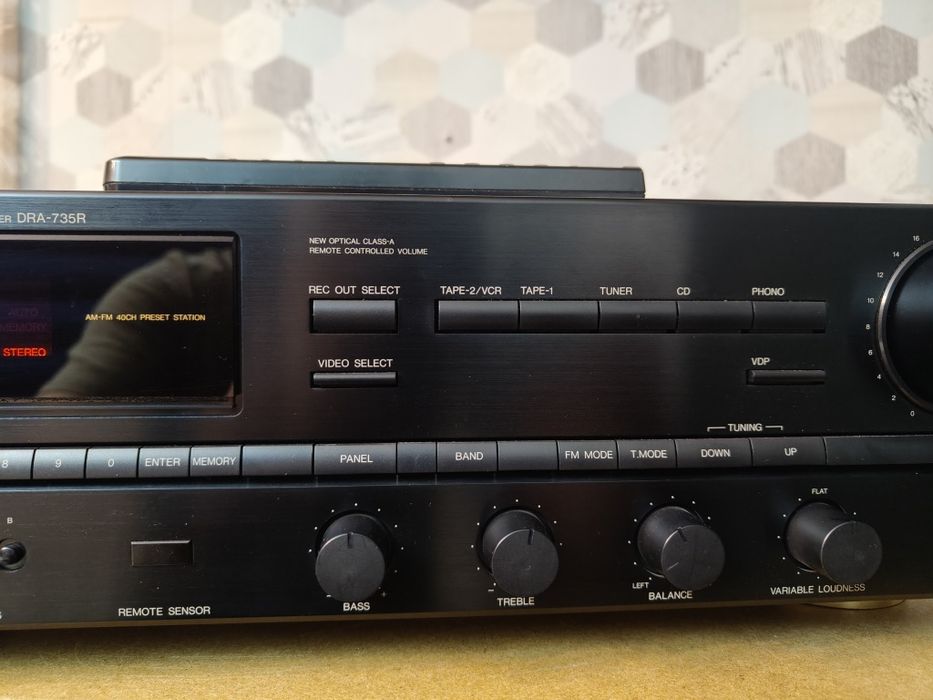 ER DRA-735R
NEW OPTICAL CLASS-A
REMOTE CONTROLLED VOLUME
REC OUT SELECT
TAPE-2/VCR TAPE-1 TUNER CD PHONO
AM-FM 40CH PRESET STATION
AUTO
MEMORY
STEREO
VIDEO SELECT
VDP
16
14
12
10
8
6
4
2
0
TUNING
8 9 0 ENTER MEMORY PANEL BAND FM MODE T.MODE DOWN UP
B
FLAT
REMOTE SENSOR
- +
BASS
-
TREBLE
LEFT
BALANCE
VARIABLE LOUDNESS
S